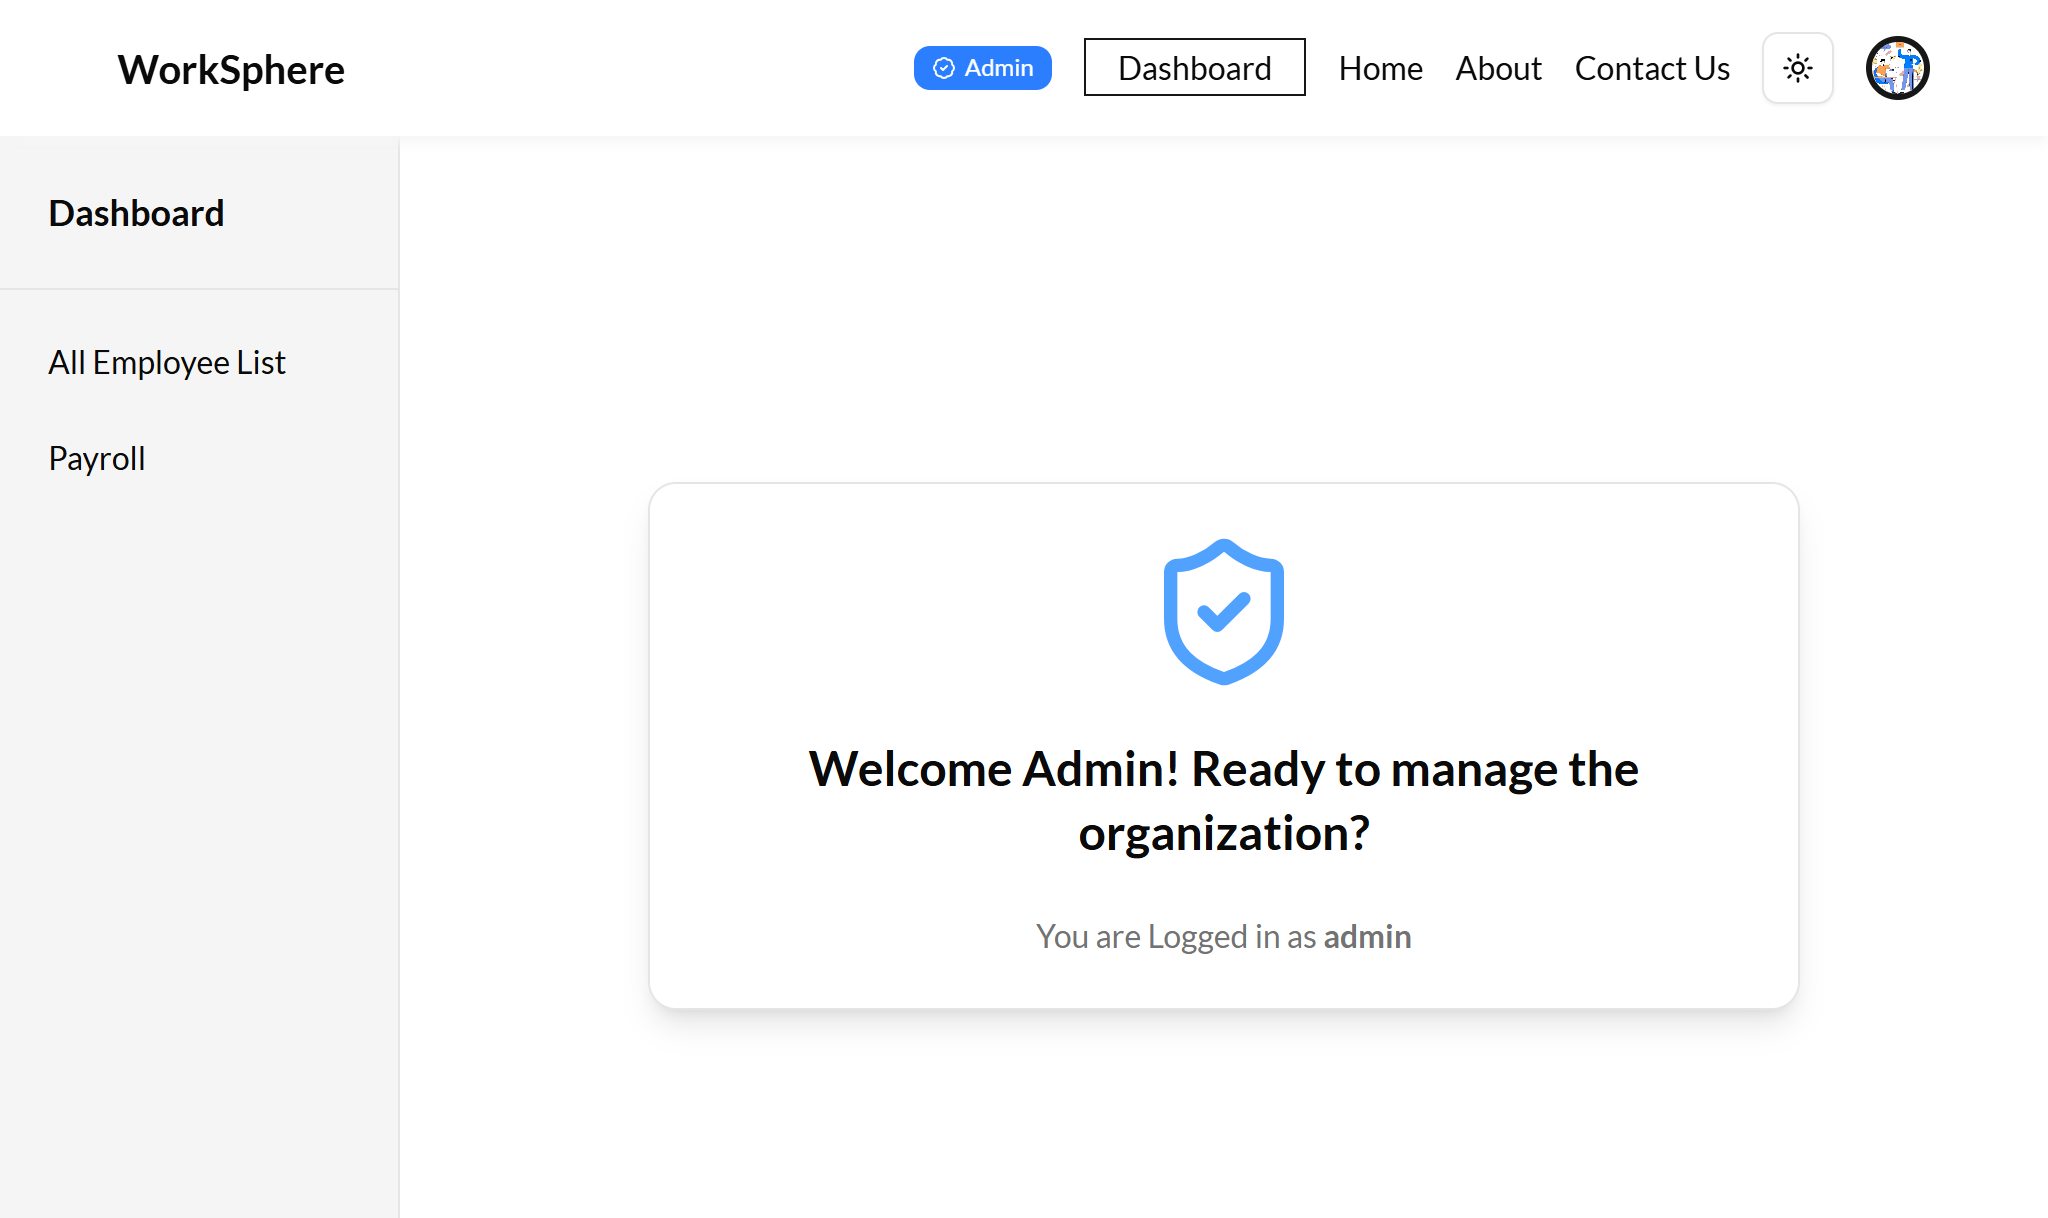 WorkSphere
Admin
Dashboard
Home
About
Contact Us
Dashboard
All Employee List
Payroll
Welcome Admin! Ready to manage the
organization?
You are Logged in as admin